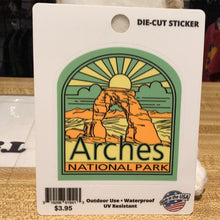 DIE-CUT STICKER
Arches
NATIONAL PARK
$3.95
Outdoor Use • Waterproof
UV Resistant